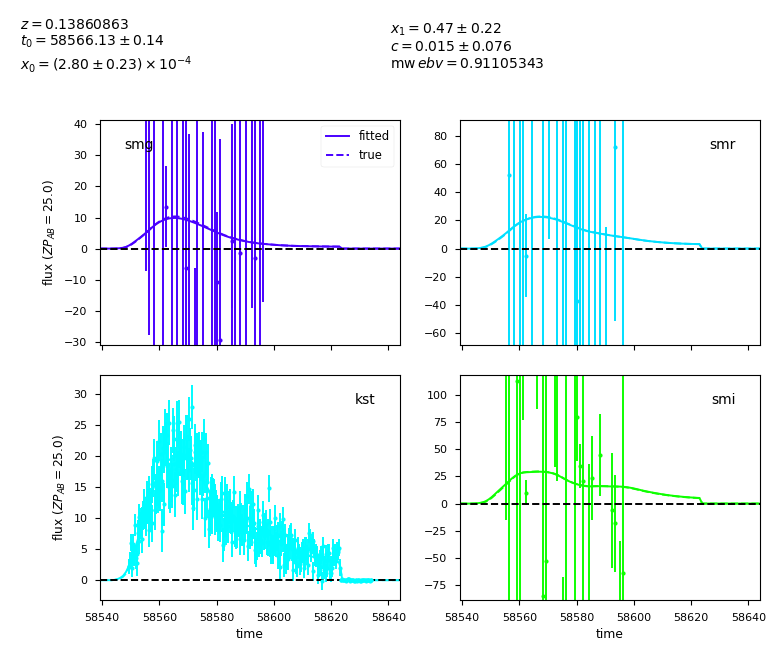 z = 0.13860863
t₀ = 58566.13 ± 0.14
x₀ = (2.80 ± 0.23) × 10⁻⁴
x₁ = 0.47 ± 0.22
c = 0.015 ± 0.076
mw ebv = 0.91105343
smg
fitted
true
40
30
20
10
0
−10
−20
−30
flux (ZP_AB = 25.0)
smr
80
60
40
20
0
−20
−40
−60
kst
30
25
20
15
10
5
0
flux (ZP_AB = 25.0)
58540 58560 58580 58600 58620 58640
time
smi
100
75
50
25
0
−25
−50
−75
58540 58560 58580 58600 58620 58640
time